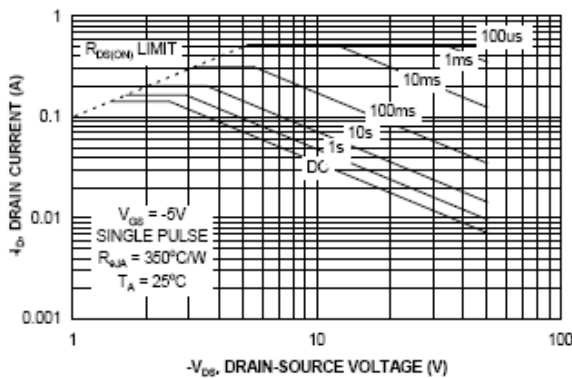 1
R_DS(ON) LIMIT
100us
1ms
10ms
0.1
100ms
10s
1s
DC
0.01
V_GS = -5V
SINGLE PULSE
R_θJA = 350°C/W
T_A = 25°C
0.001
1
10
100
-I_D, DRAIN CURRENT (A)
-V_DS, DRAIN-SOURCE VOLTAGE (V)